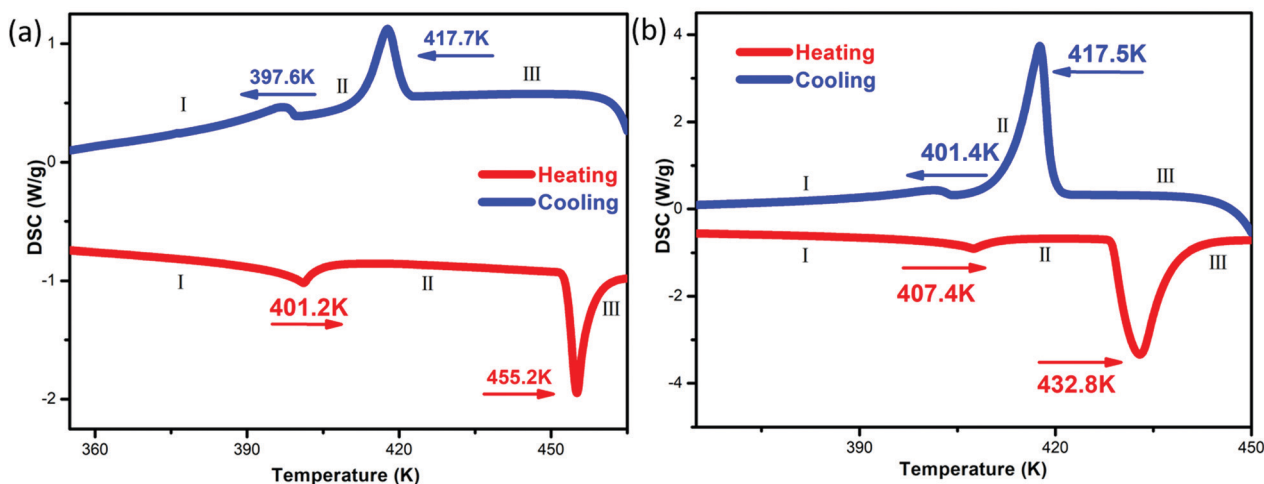 (a)
1
0
-1
-2
DSC (W/g)
417.7K
397.6K
I
II
III
Heating
Cooling
I
II
III
401.2K
455.2K
360
390
420
450
Temperature (K)
(b)
4
2
0
-2
-4
DSC (W/g)
Heating
Cooling
417.5K
401.4K
I
II
III
I
II
III
407.4K
432.8K
390
420
450
Temperature (K)